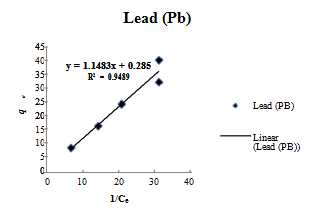 Lead (Pb)
45
40
35
30
25
20
15
10
5
0
q e
y = 1.1483x + 0.285
R² = 0.9489
0 10 20 30 40
1/Ce
Lead (PB)
Linear
(Lead (PB))